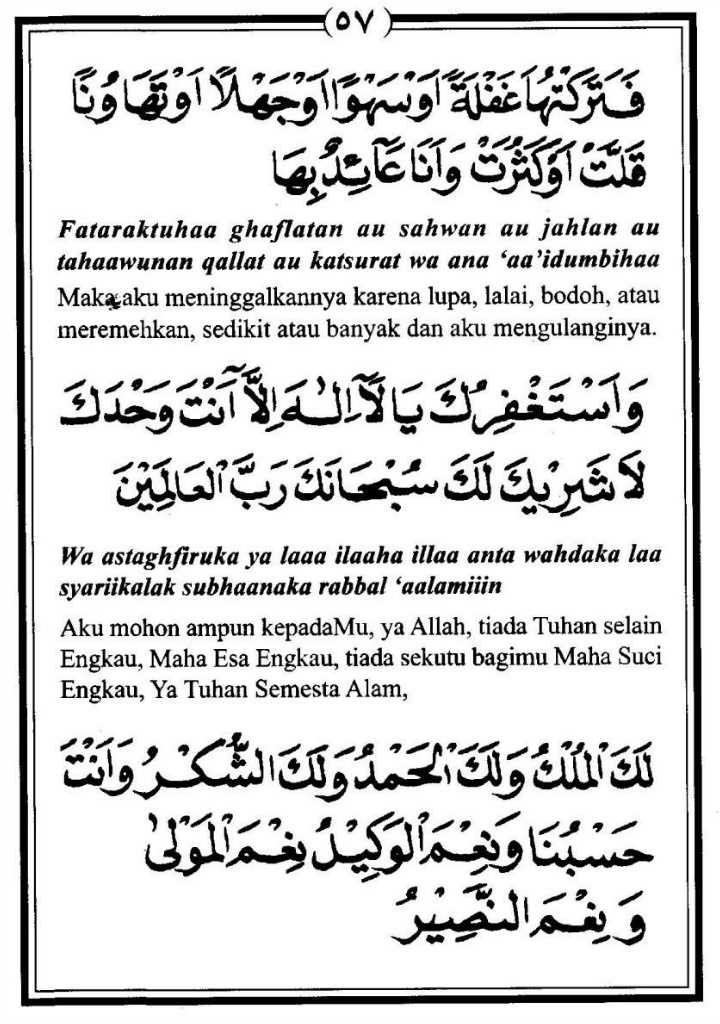 (٥٧)
فَتَرَكْتُهَا غَفْلَةً اَوْسَهْوًا اَوْجَهْلًا اَوْتَهَاوُنًا
قَلَّتْ اَوْكَثُرَتْ وَاَنَا عَآئِدٌ بِهَا
Fataraktuhaa ghaflatan au sahwan au jahlan au
tahaawunan qallat au katsurat wa ana ‘aa’idumbihaa
Maka aku meninggalkannya karena lupa, lalai, bodoh, atau
meremehkan, sedikit atau banyak dan aku mengulanginya.
وَاَسْتَغْفِرُكَ يَا لَآاِلٰهَ اِلَّا آنْتَ وَحْدَكَ
لَا شَرِيْكَ لَكَ سُبْحَانَكَ رَبَّ الْعَالَمِيْنَ
Wa astaghfiruka ya laaa ilaaha illaa anta wahdaka laa
syariikalak subhaanaka rabbal ‘aalamiiin
Aku mohon ampun kepadaMu, ya Allah, tiada Tuhan selain
Engkau, Maha Esa Engkau, tiada sekutu bagimu Maha Suci
Engkau, Ya Tuhan Semesta Alam,
لَكَ الْمُلْكُ وَلَكَ الْحَمْدُ وَلَكَ الشُّكْرُ وَاَنْتَ
حَسْبُنَا وَنِعْمَ الْوَكِيْلُ نِعْمَ الْمَوْلٰى
وَنِعْمَ النَّصِيْرُ